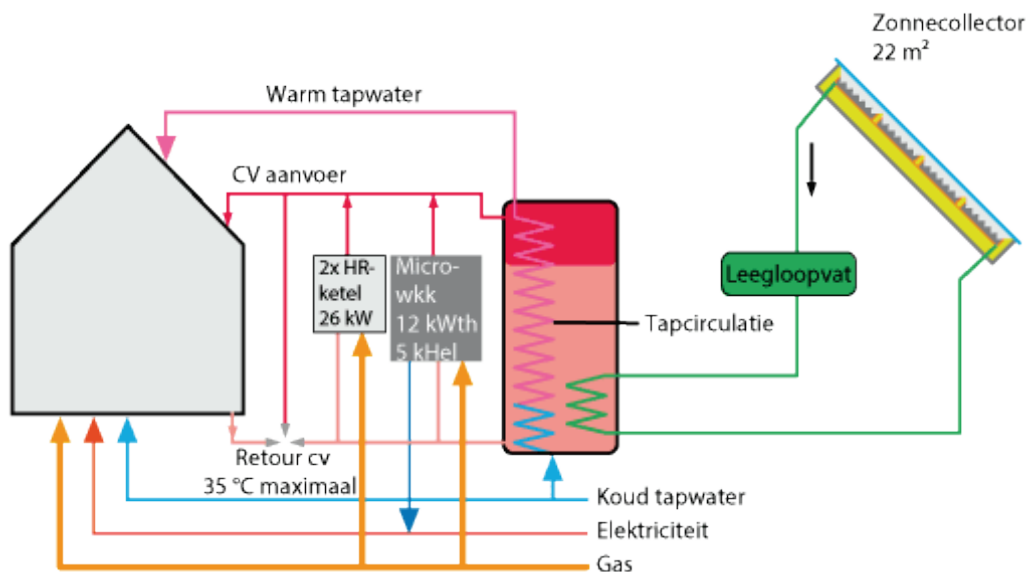 Zonnecollector
22 m²
Warm tapwater
CV aanvoer
2x HR-
ketel
26 kW
Micro-
wkk
12 kWth
5 kHel
Leegloopvat
Tapcirculatie
Retour cv
35 °C maximaal
Koud tapwater
Elektriciteit
Gas